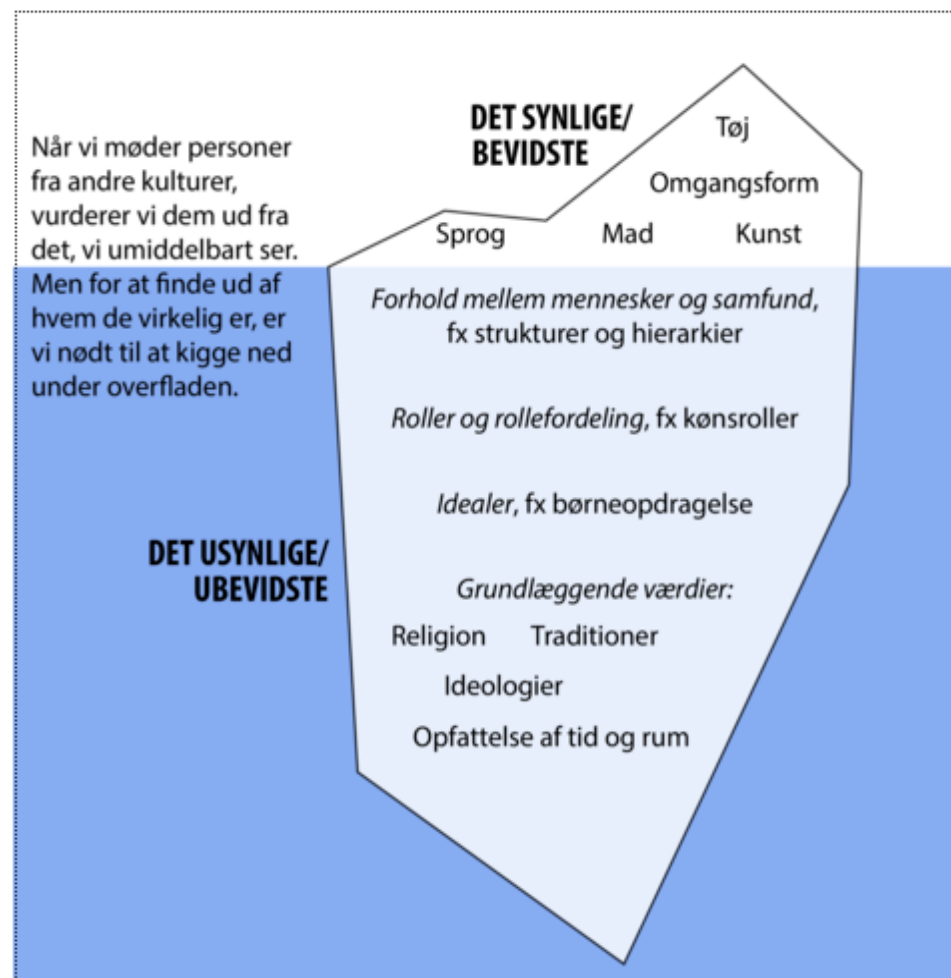 Når vi møder personer
fra andre kulturer,
vurderer vi dem ud fra
det, vi umiddelbart ser.
Men for at finde ud af
hvem de virkelig er, er
vi nødt til at kigge ned
under overfladen.
DET SYNLIGE/
BEVIDSTE
Tøj
Omgangsform
Sprog Mad Kunst
Forhold mellem mennesker og samfund,
fx strukturer og hierarkier
Roller og rollefordeling, fx kønsroller
Idealer, fx børneopdragelse
DET USYNLIGE/
UBEVIDSTE
Grundlæggende værdier:
Religion Traditioner
Ideologier
Opfattelse af tid og rum